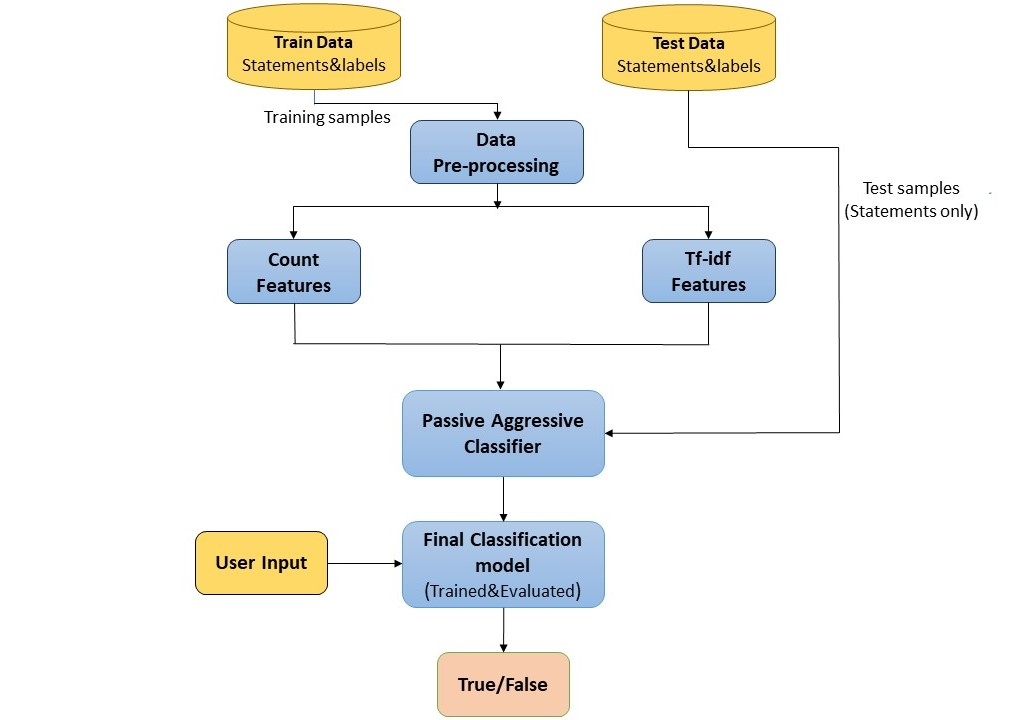 Train Data
Statements&labels
Test Data
Statements&labels
Training samples
Data
Pre-processing
Test samples
(Statements only)
Count
Features
Tf-idf
Features
Passive Aggressive
Classifier
Final Classification
model
(Trained&Evaluated)
User Input
True/False